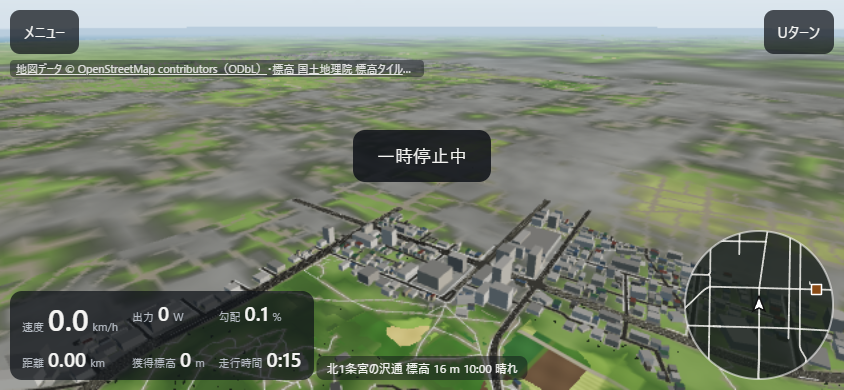 メニュー
Uターン
地図データ © OpenStreetMap contributors（ODbL）・標高 国土地理院 標高タイル...
一時停止中
速度 0.0 km/h 出力 0 W 勾配 0.1 %
距離 0.00 km 獲得標高 0 m 走行時間 0:15
北1条宮の沢通 標高 16 m 10:00 晴れ